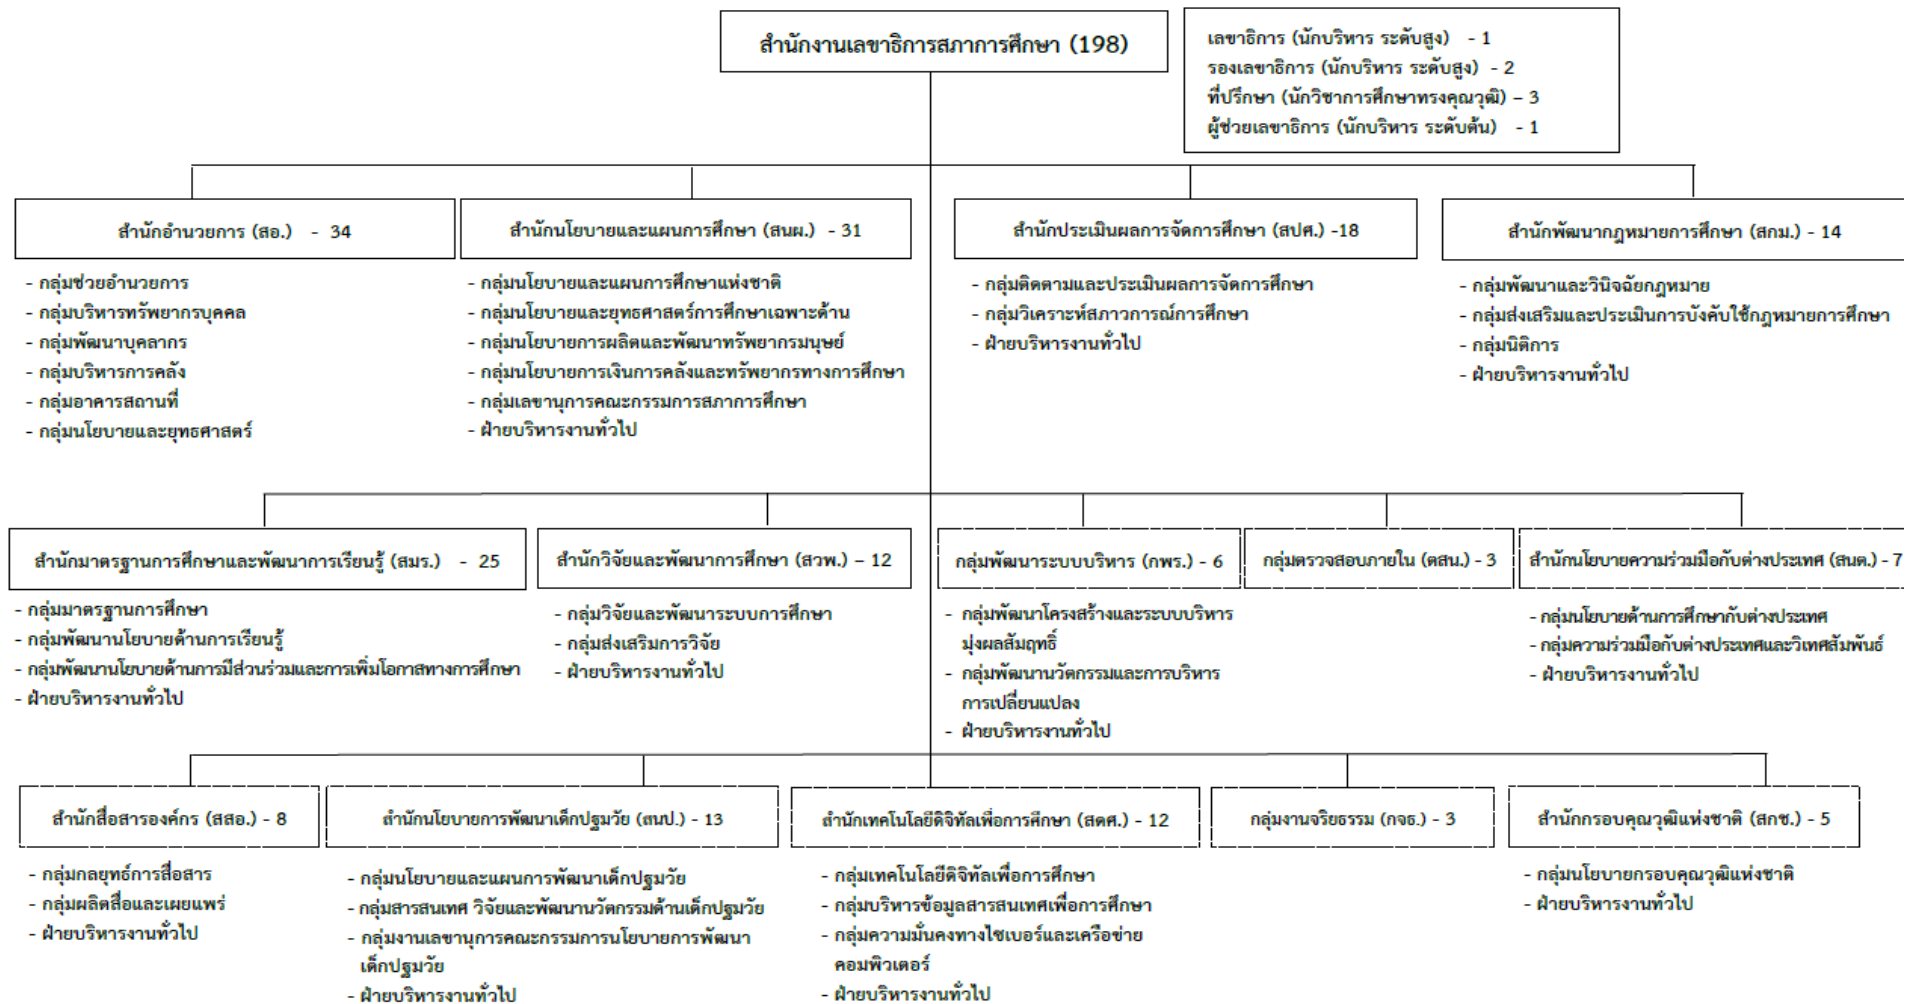 สำนักงานเลขาธิการสภาการศึกษา (198)
เลขาธิการ (นักบริหาร ระดับสูง) - 1
รองเลขาธิการ (นักบริหาร ระดับสูง) - 2
ที่ปรึกษา (นักวิชาการศึกษาทรงคุณวุฒิ) – 3
ผู้ช่วยเลขาธิการ (นักบริหาร ระดับต้น) - 1
สำนักอำนวยการ (สอ.) - 34
- กลุ่มช่วยอำนวยการ
- กลุ่มบริหารทรัพยากรบุคคล
- กลุ่มพัฒนาบุคลากร
- กลุ่มบริหารการคลัง
- กลุ่มอาคารสถานที่
- กลุ่มนโยบายและยุทธศาสตร์
สำนักนโยบายและแผนการศึกษา (สนผ.) - 31
- กลุ่มนโยบายและแผนการศึกษาแห่งชาติ
- กลุ่มนโยบายและยุทธศาสตร์การศึกษาเฉพาะด้าน
- กลุ่มนโยบายการผลิตและพัฒนาทรัพยากรมนุษย์
- กลุ่มนโยบายการเงินการคลังและทรัพยากรทางการศึกษา
- กลุ่มเลขานุการคณะกรรมการสภาการศึกษา
- ฝ่ายบริหารงานทั่วไป
สำนักประเมินผลการจัดการศึกษา (สปศ.) -18
- กลุ่มติดตามและประเมินผลการจัดการศึกษา
- กลุ่มวิเคราะห์สภาวการณ์การศึกษา
- ฝ่ายบริหารงานทั่วไป
สำนักพัฒนากฎหมายการศึกษา (สกม.) - 14
- กลุ่มพัฒนาและวินิจฉัยกฎหมาย
- กลุ่มส่งเสริมและประเมินการบังคับใช้กฎหมายการศึกษา
- กลุ่มนิติการ
- ฝ่ายบริหารงานทั่วไป
สำนักมาตรฐานการศึกษาและพัฒนาการเรียนรู้ (สมร.) - 25
- กลุ่มมาตรฐานการศึกษา
- กลุ่มพัฒนานโยบายด้านการเรียนรู้
- กลุ่มพัฒนานโยบายด้านการมีส่วนร่วมและการเพิ่มโอกาสทางการศึกษา
- ฝ่ายบริหารงานทั่วไป
สำนักวิจัยและพัฒนาการศึกษา (สวพ.) - 12
- กลุ่มวิจัยและพัฒนาระบบการศึกษา
- กลุ่มส่งเสริมการวิจัย
- ฝ่ายบริหารงานทั่วไป
กลุ่มพัฒนาระบบบริหาร (กพร.) - 6
- กลุ่มพัฒนาโครงสร้างและระบบบริหาร
มุ่งผลสัมฤทธิ์
- กลุ่มพัฒนานวัตกรรมและการบริหาร
การเปลี่ยนแปลง
- ฝ่ายบริหารงานทั่วไป
กลุ่มตรวจสอบภายใน (ตสน.) - 3
สำนักนโยบายความร่วมมือกับต่างประเทศ (สนต.) - 7
- กลุ่มนโยบายด้านการศึกษากับต่างประเทศ
- กลุ่มความร่วมมือกับต่างประเทศและวิเทศสัมพันธ์
- ฝ่ายบริหารงานทั่วไป
สำนักสื่อสารองค์กร (สสอ.) - 8
- กลุ่มกลยุทธ์การสื่อสาร
- กลุ่มผลิตสื่อและเผยแพร่
- ฝ่ายบริหารงานทั่วไป
สำนักนโยบายการพัฒนาเด็กปฐมวัย (สนป.) - 13
- กลุ่มนโยบายและแผนการพัฒนาเด็กปฐมวัย
- กลุ่มสารสนเทศ วิจัยและพัฒนานวัตกรรมด้านเด็กปฐมวัย
- กลุ่มงานเลขานุการคณะกรรมการนโยบายการพัฒนา
เด็กปฐมวัย
- ฝ่ายบริหารงานทั่วไป
สำนักเทคโนโลยีดิจิทัลเพื่อการศึกษา (สดศ.) - 12
- กลุ่มเทคโนโลยีดิจิทัลเพื่อการศึกษา
- กลุ่มบริหารข้อมูลสารสนเทศเพื่อการศึกษา
- กลุ่มความมั่นคงทางไซเบอร์และเครือข่าย
คอมพิวเตอร์
- ฝ่ายบริหารงานทั่วไป
กลุ่มงานจริยธรรม (กจธ.) - 3
สำนักกรอบคุณวุฒิแห่งชาติ (สกช.) - 5
- กลุ่มนโยบายกรอบคุณวุฒิแห่งชาติ
- ฝ่ายบริหารงานทั่วไป